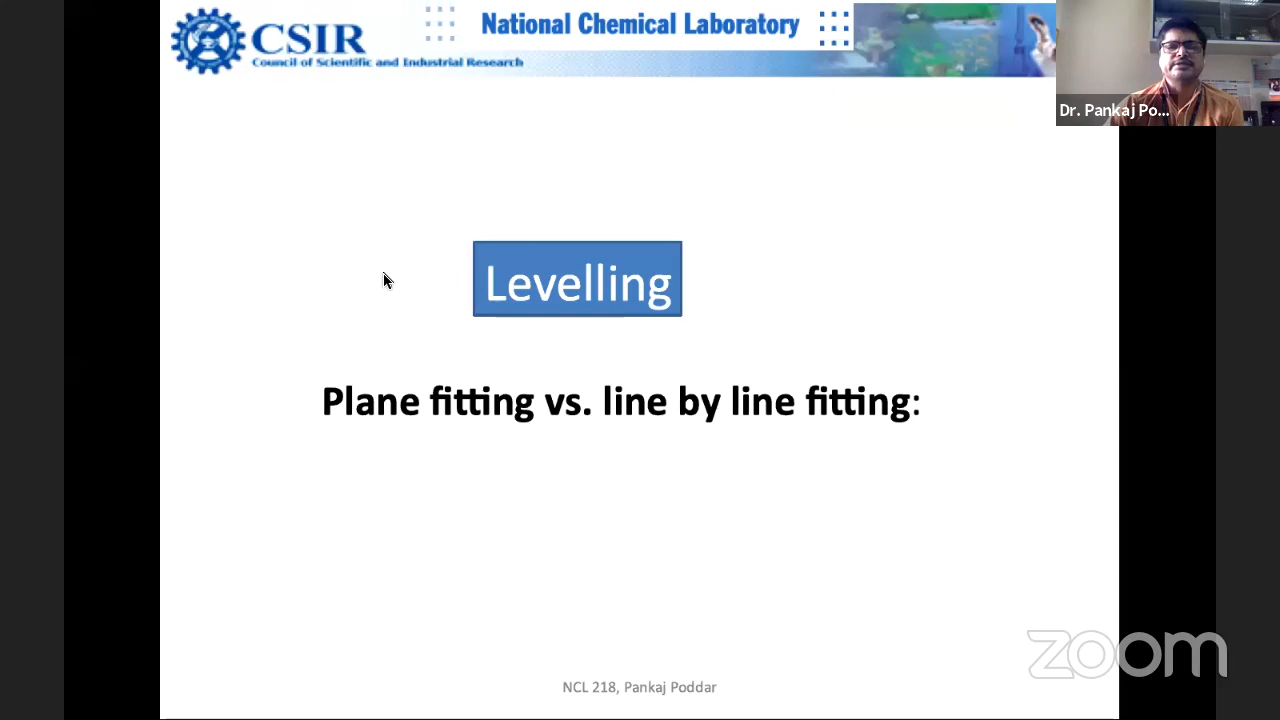 CSIR
Council of Scientific and Industrial Research
National Chemical Laboratory
Dr. Pankaj Po...
Levelling
Plane fitting vs. line by line fitting:
zoom
NCL 218, Pankaj Poddar